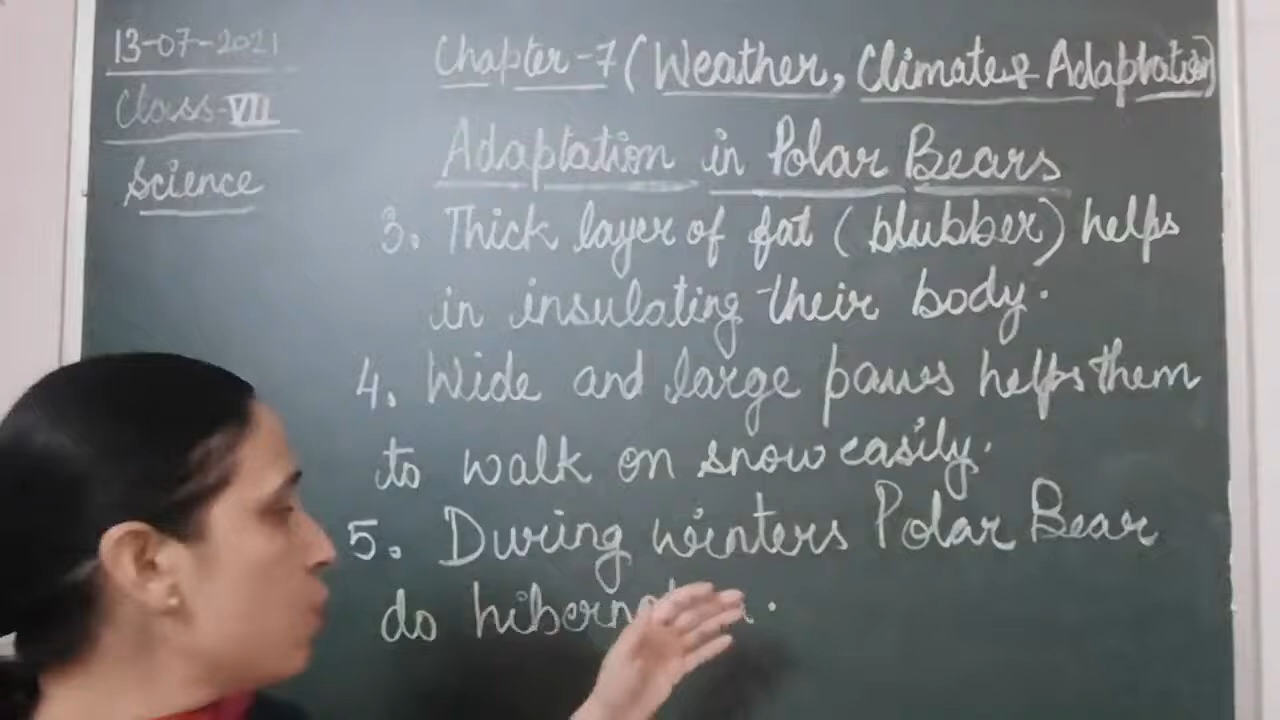 13-07-2021
Class-VII
Science
Chapter-7 (Weather, Climate & Adaptation)
Adaptation in Polar Bears
3. Thick layer of fat (blubber) helps
in insulating their body.
4. Wide and large paws helps them
to walk on snow easily.
5. During winters Polar Bear
do